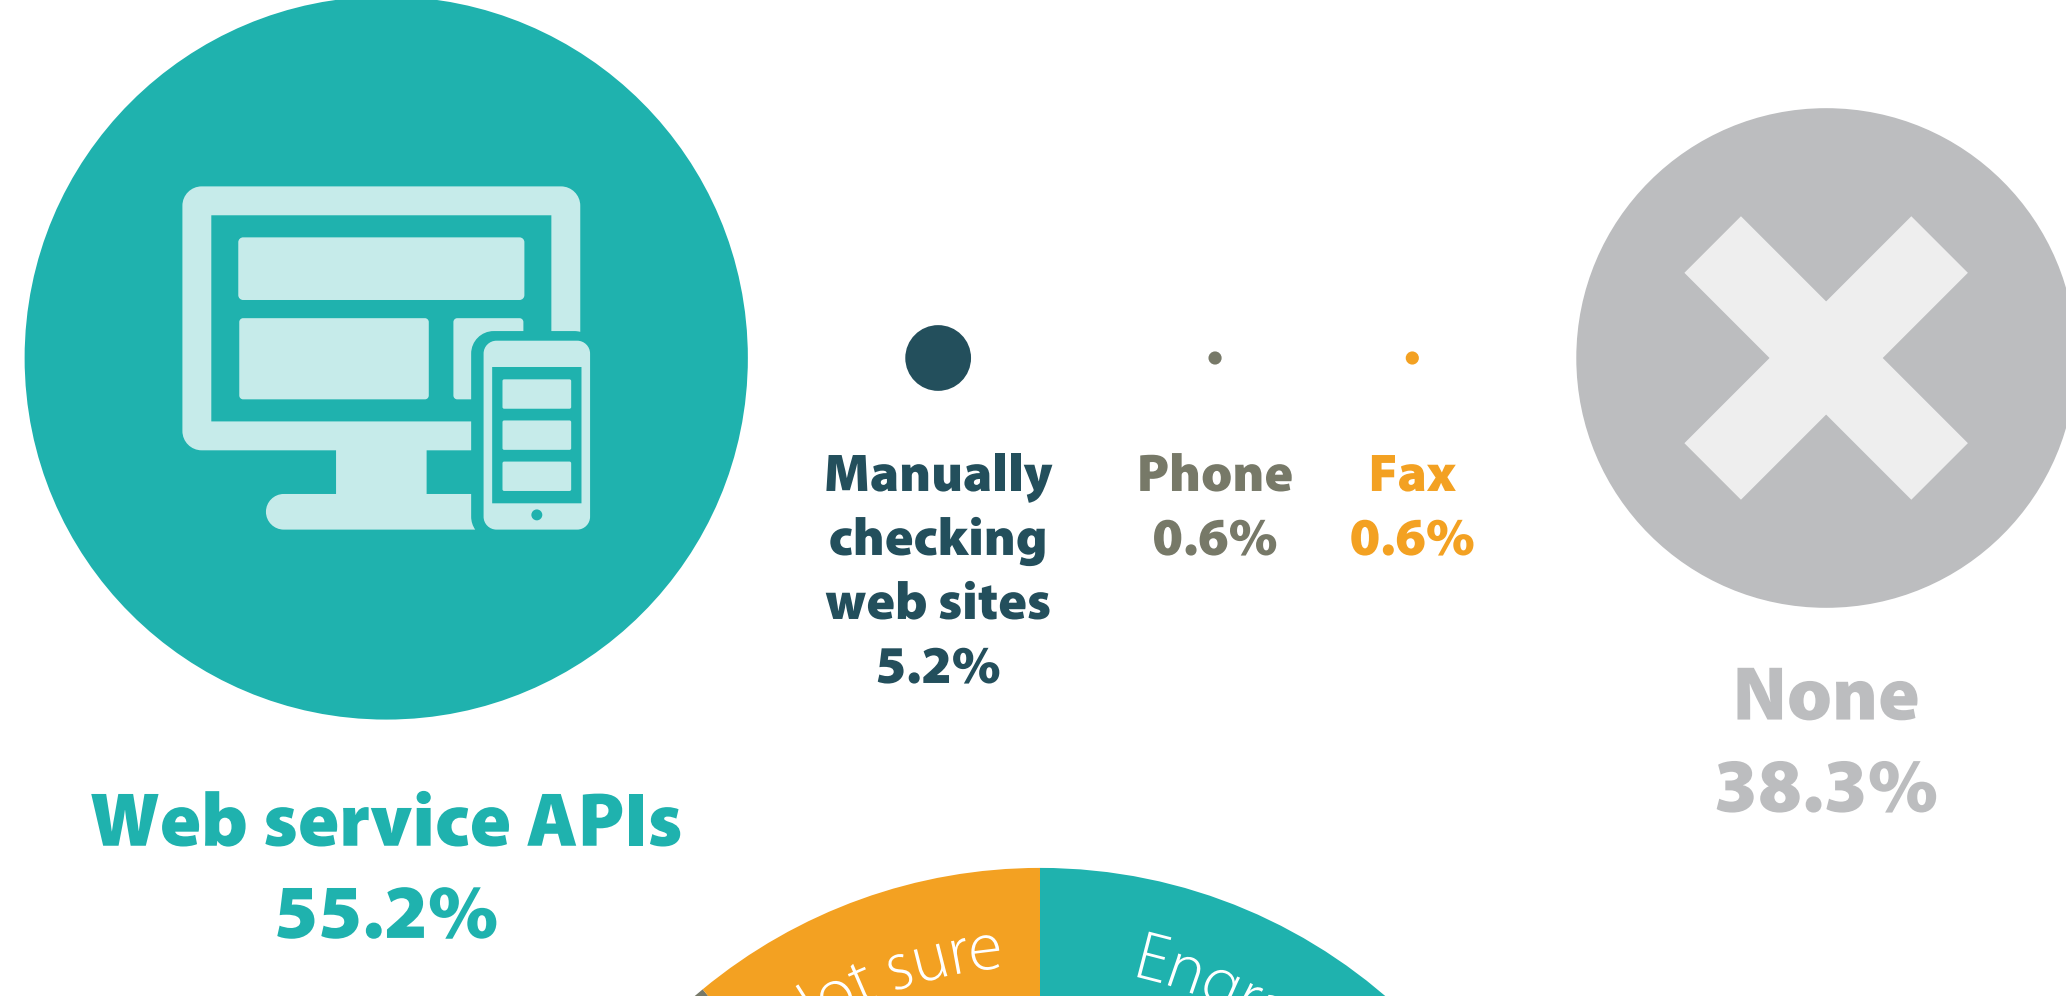 Manually
checking
web sites
5.2%
Phone
0.6%
Fax
0.6%
None
38.3%
Web service APIs
55.2%
sure